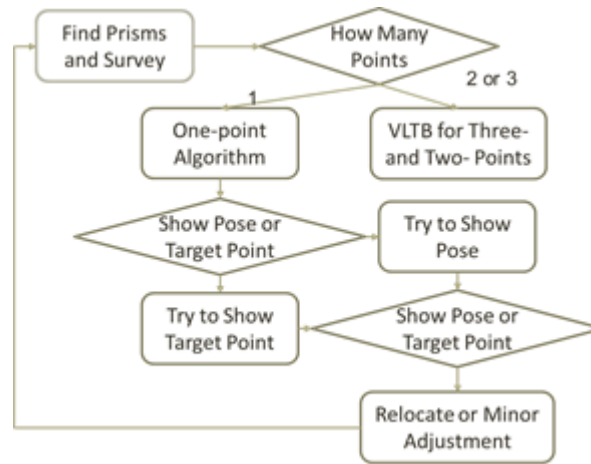 Find Prisms
and Survey
How Many
Points
1
2 or 3
One-point
Algorithm
VLTB for Three-
and Two- Points
Show Pose or
Target Point
Try to Show
Pose
Try to Show
Target Point
Show Pose or
Target Point
Relocate or Minor
Adjustment